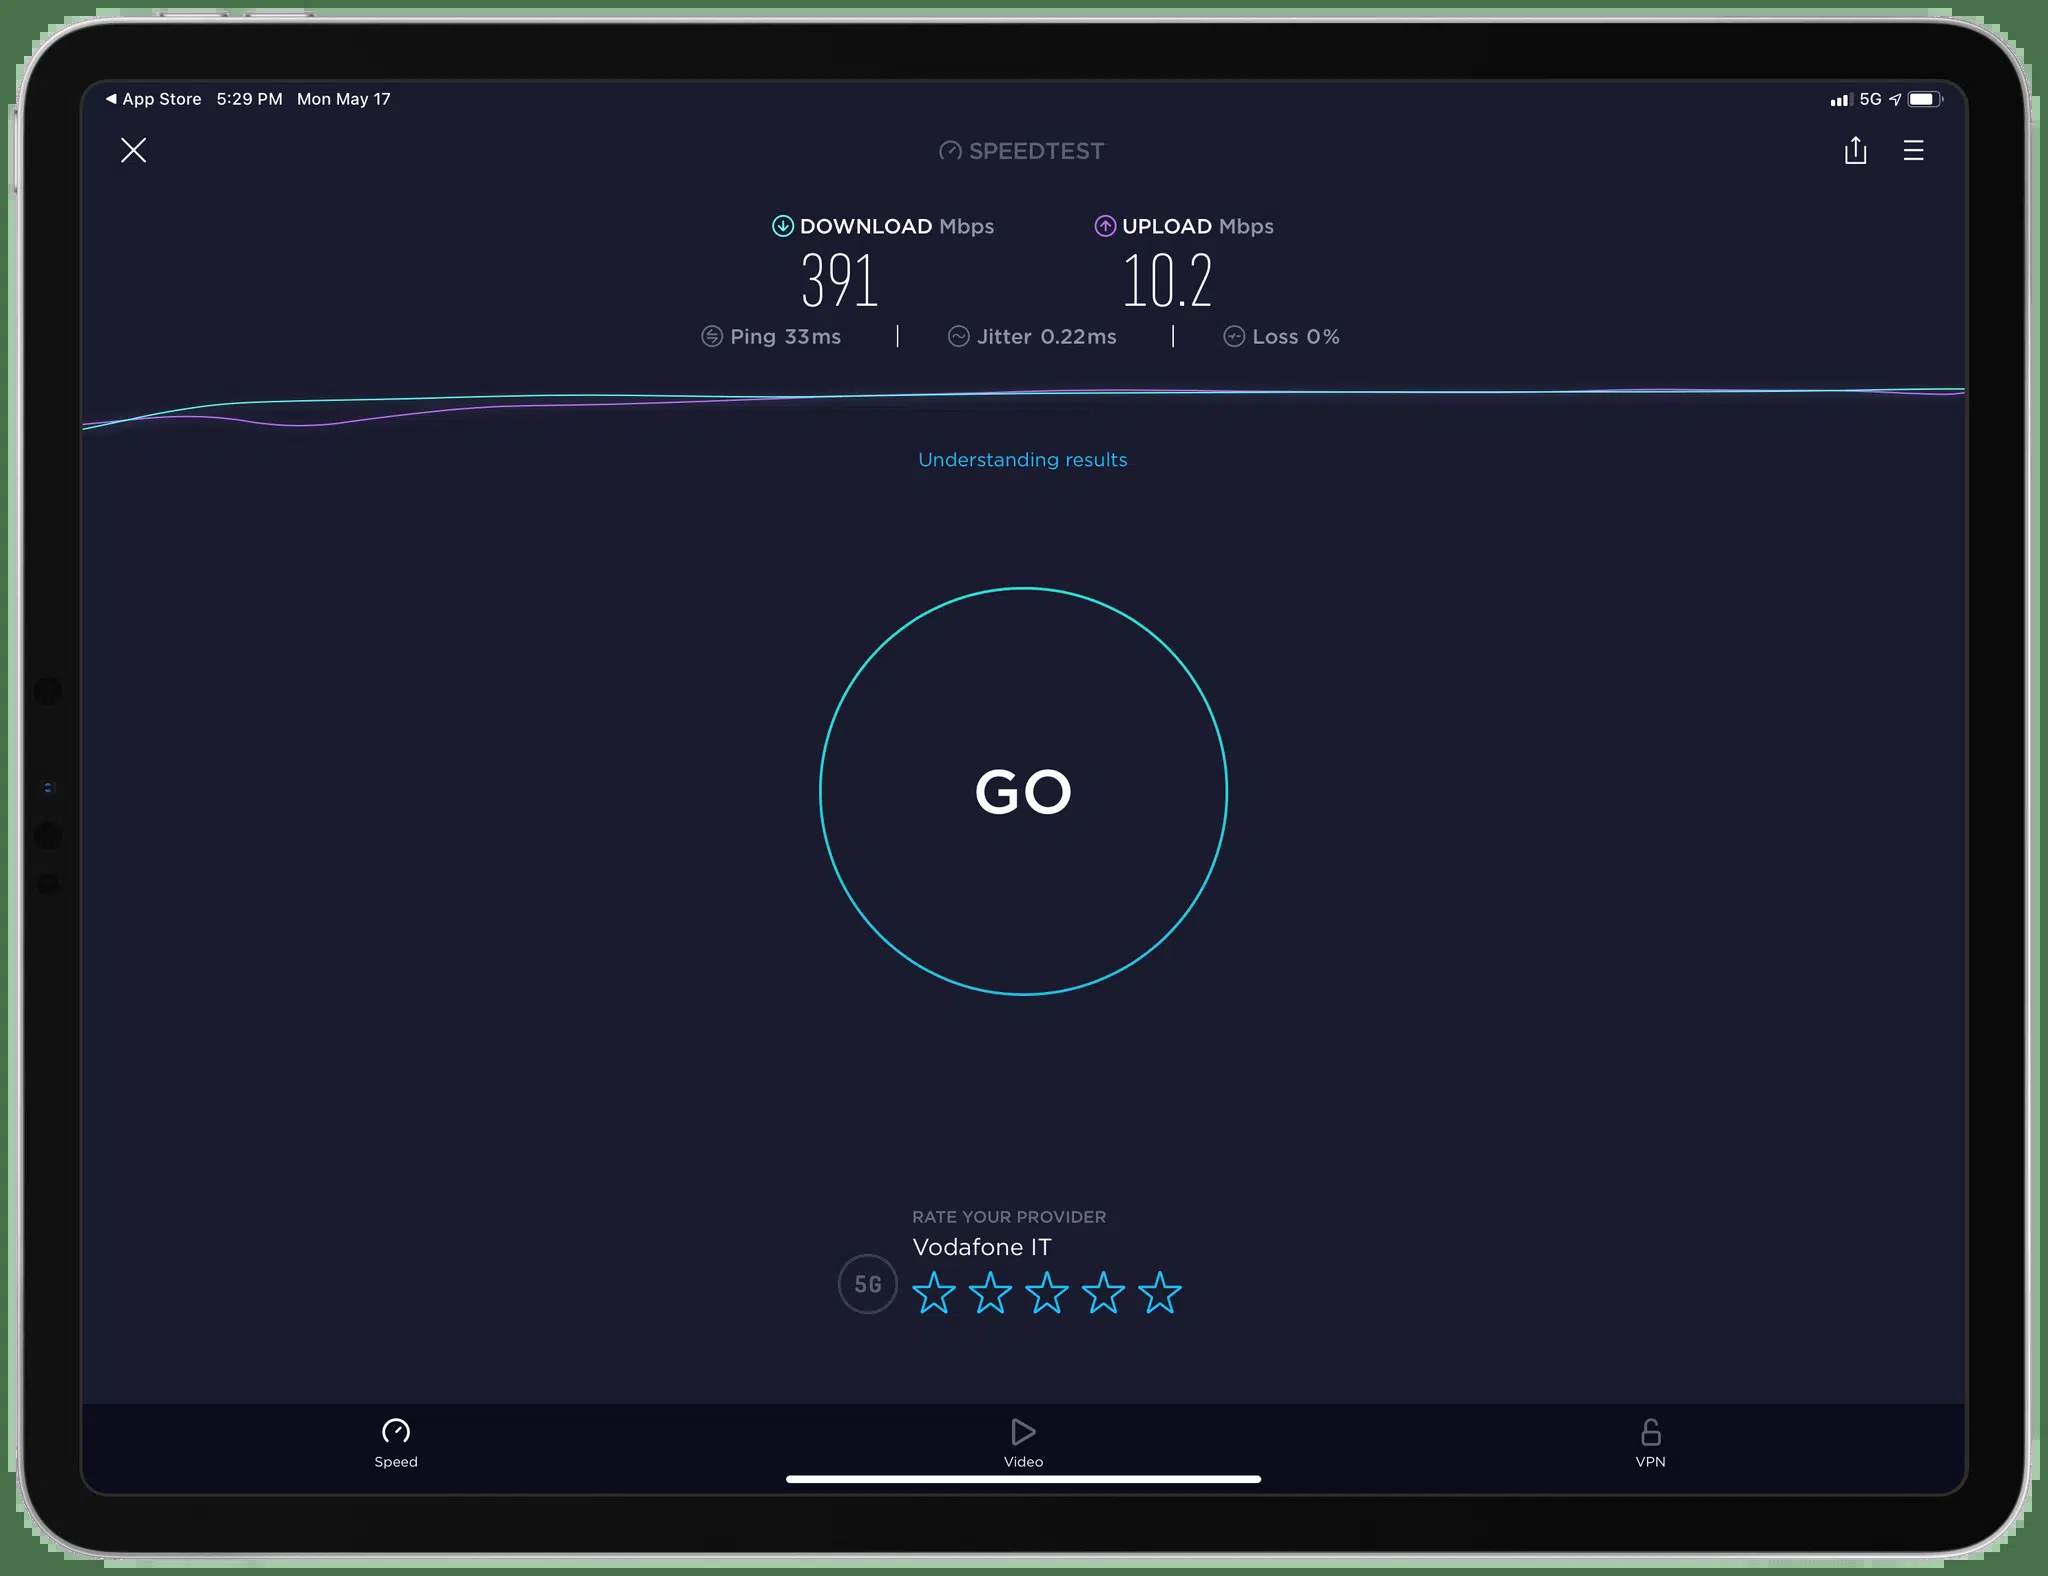 App Store 5:29 PM Mon May 17 5G
SPEEDTEST
DOWNLOAD Mbps UPLOAD Mbps
391 10.2
Ping 33ms Jitter 0.22ms Loss 0%
Understanding results
GO
RATE YOUR PROVIDER
Vodafone IT
5G
Speed Video VPN